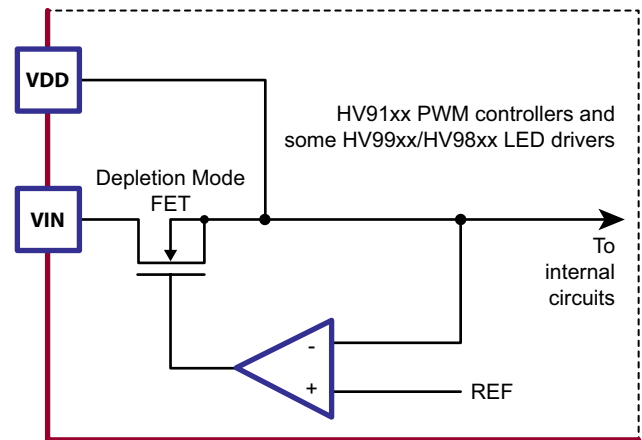 VDD
HV91xx PWM controllers and
some HV99xx/HV98xx LED drivers
Depletion Mode
FET
VIN
To
internal
circuits
-
+
REF